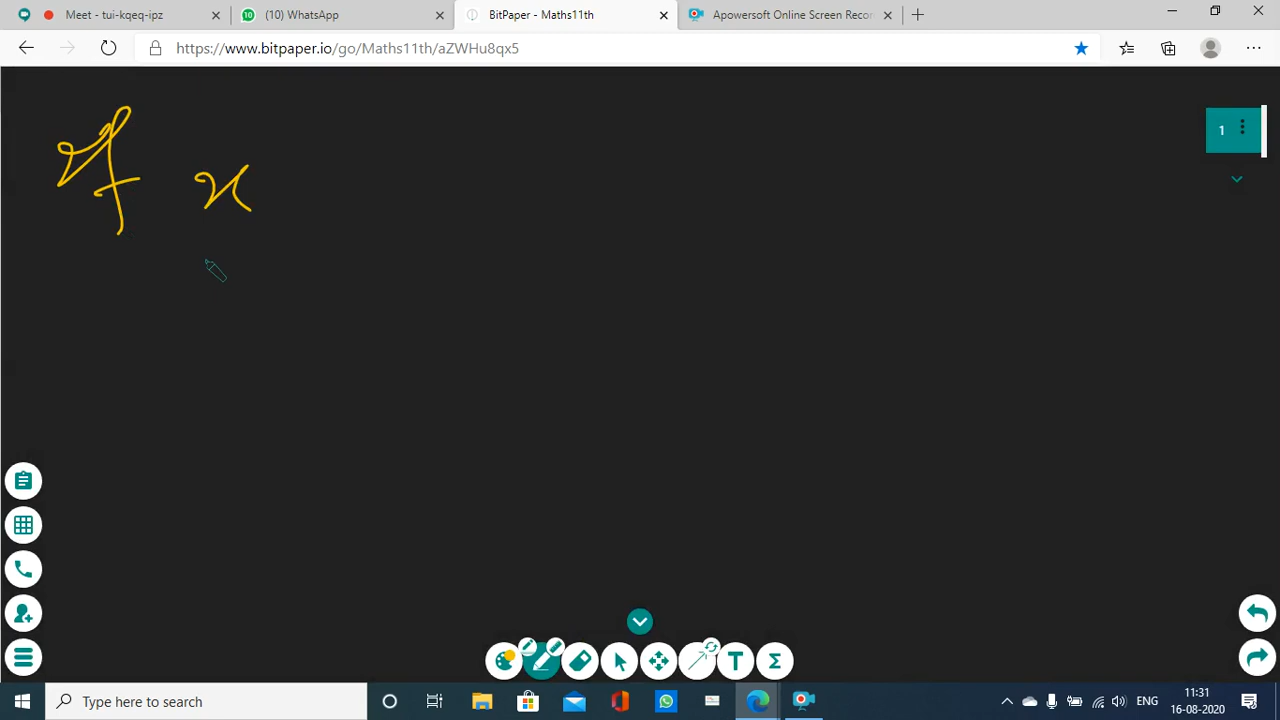 Meet - tui-kqeq-ipz
(10) WhatsApp
BitPaper - Maths11th
Apowersoft Online Screen Recor
https://www.bitpaper.io/go/Maths11th/aZWHu8qx5
If x
1
T
Σ
Type here to search
ENG
11:31
16-08-2020